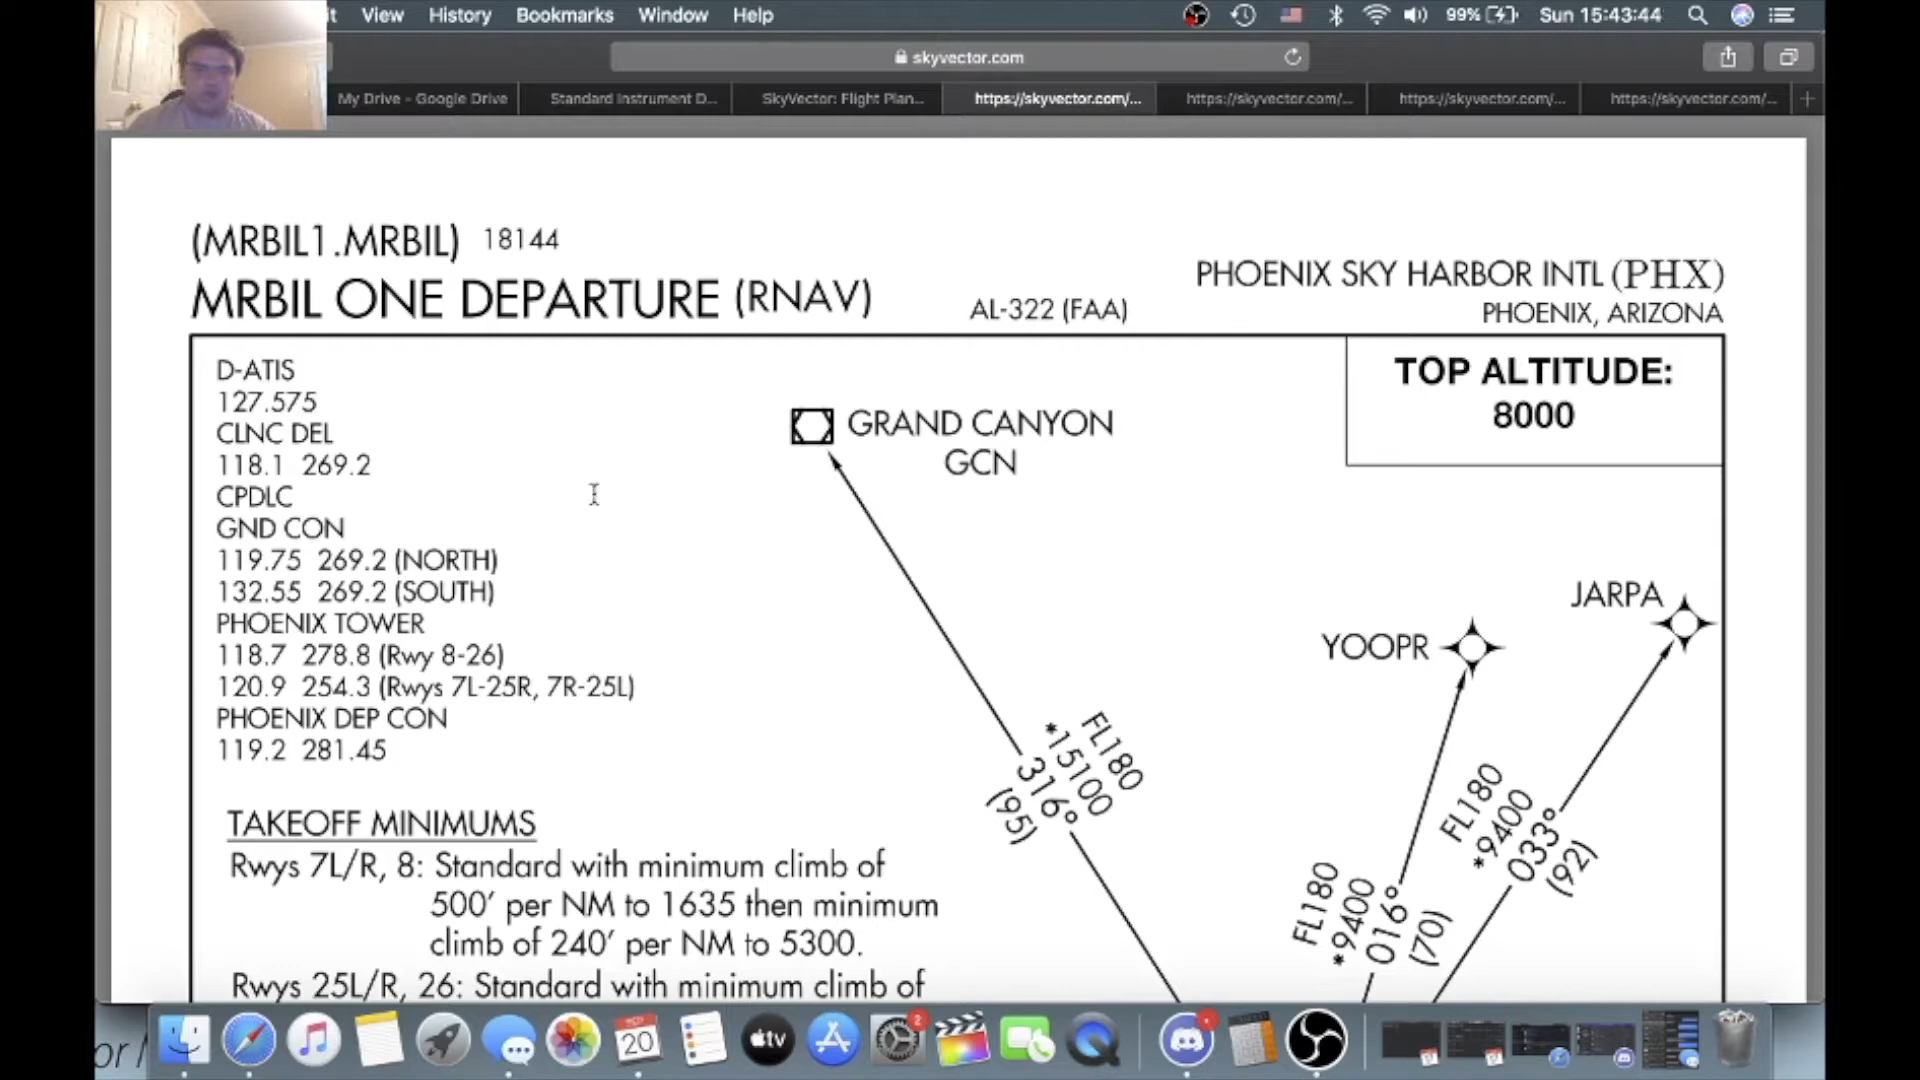 it View History Bookmarks Window Help 99% Sun 15:43:44
skyvector.com
My Drive - Google Drive Standard Instrument D... SkyVector: Flight Plan... https://skyvector.com/... https://skyvector.com/... https://skyvector.com/... https://skyvector.com/...
(MRBIL1.MRBIL) 18144
MRBIL ONE DEPARTURE (RNAV)
AL-322 (FAA)
PHOENIX SKY HARBOR INTL (PHX)
PHOENIX, ARIZONA
D-ATIS
127.575
CLNC DEL
118.1 269.2
CPDLC
GND CON
119.75 269.2 (NORTH)
132.55 269.2 (SOUTH)
PHOENIX TOWER
118.7 278.8 (Rwy 8-26)
120.9 254.3 (Rwys 7L-25R, 7R-25L)
PHOENIX DEP CON
119.2 281.45
TOP ALTITUDE:
8000
GRAND CANYON
GCN
JARPA
YOOPR
FL180
*15100
316°
(95)
FL180
*9400
016°
(70)
FL180
*9400
033°
(92)
TAKEOFF MINIMUMS
Rwys 7L/R, 8: Standard with minimum climb of
500' per NM to 1635 then minimum
climb of 240' per NM to 5300.
Rwys 25L/R, 26: Standard with minimum climb of
20
tv
2